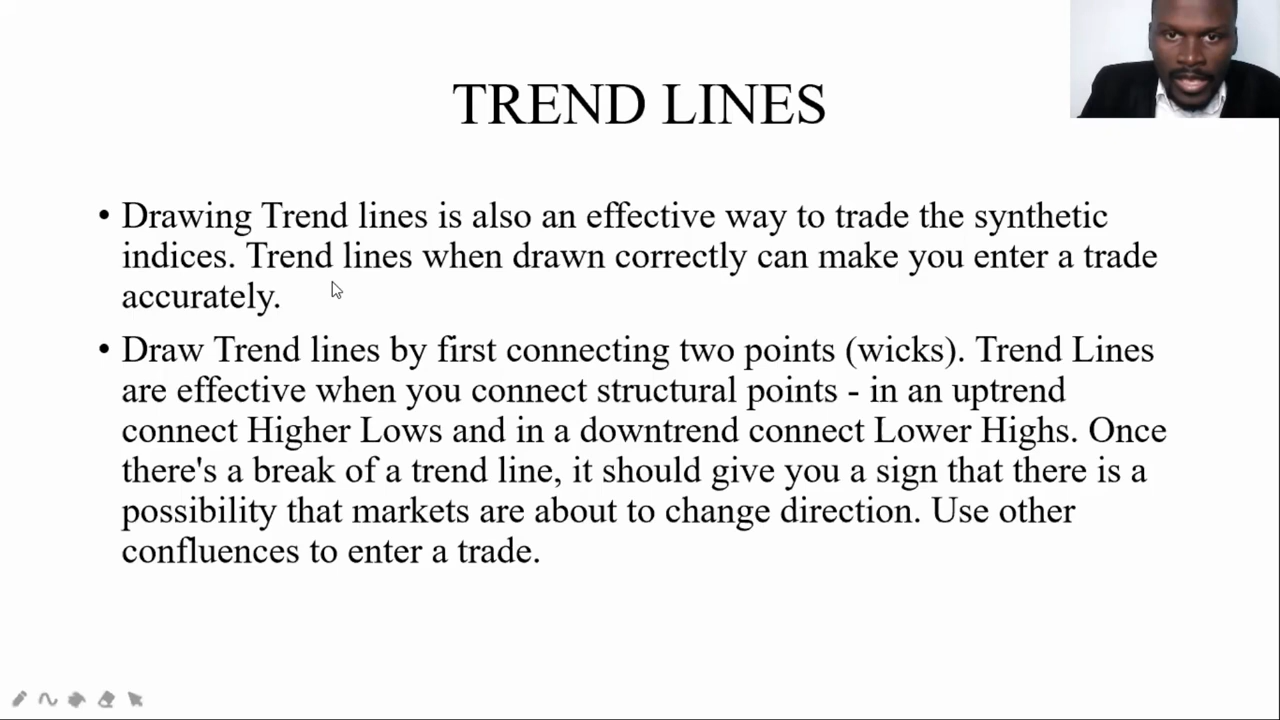 TREND LINES
• Drawing Trend lines is also an effective way to trade the synthetic
indices. Trend lines when drawn correctly can make you enter a trade
accurately.
• Draw Trend lines by first connecting two points (wicks). Trend Lines
are effective when you connect structural points - in an uptrend
connect Higher Lows and in a downtrend connect Lower Highs. Once
there's a break of a trend line, it should give you a sign that there is a
possibility that markets are about to change direction. Use other
confluences to enter a trade.